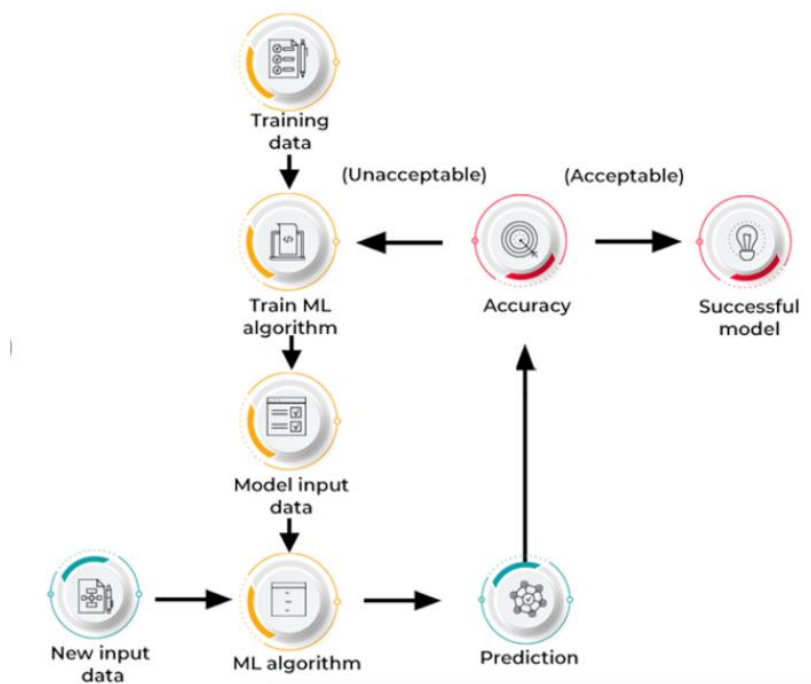 Training
data
(Unacceptable)
(Acceptable)
Train ML
algorithm
Accuracy
Successful
model
Model input
data
New input
data
ML algorithm
Prediction